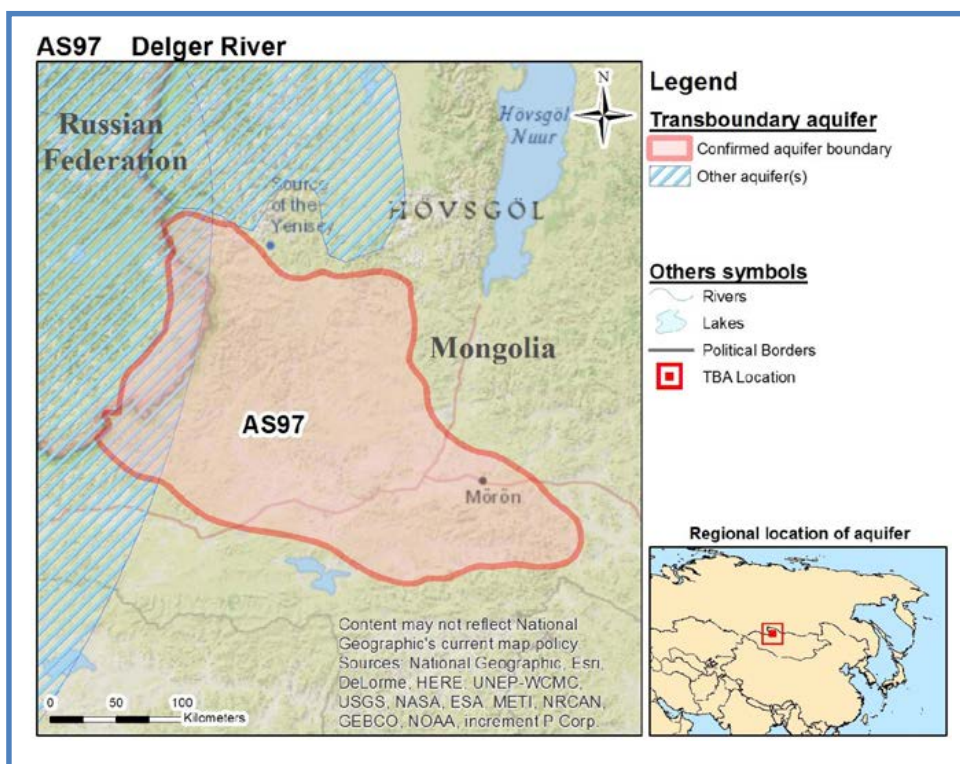 AS97 Delger River
Russian
Federation
Hövsgöl
Nuur
N
Source
of the
Yenisey
HÖVSGÖL
Mongolia
AS97
Mörön
Content may not reflect National
Geographic's current map policy
Sources: National Geographic, Esri,
DeLorme, HERE, UNEP-WCMC,
USGS, NASA, ESA, METI, NRCAN,
GEBCO, NOAA, increment P Corp.
0 50 100
Kilometers
Legend
Transboundary aquifer
Confirmed aquifer boundary
Other aquifer(s)
Others symbols
Rivers
Lakes
Political Borders
TBA Location
Regional location of aquifer